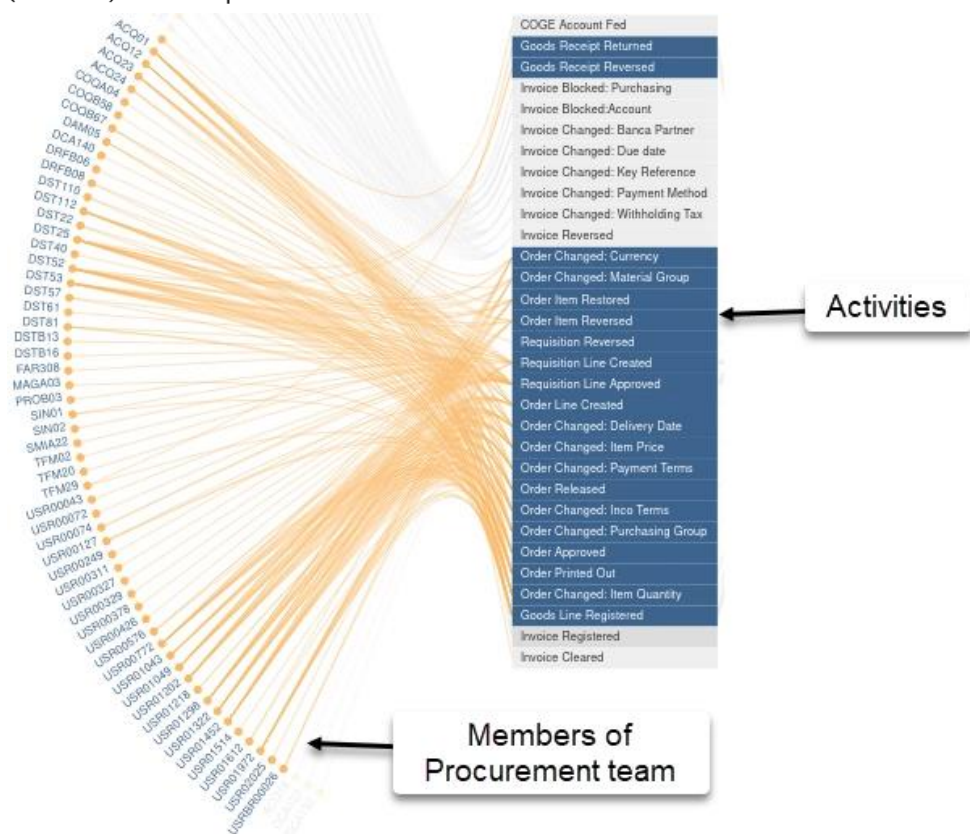 ACQ01
ACQ12
ACQ23
ACQ24
COQA04
COQB58
COQB67
DAM05
DCA140
DRFB06
DRFB08
DST110
DST112
DST22
DST25
DST40
DST52
DST53
DST57
DST61
DST81
DSTB13
DSTB16
FAR308
MAGA03
PROB03
SIN01
SIN02
SMIA22
TFM02
TFM20
TFM29
USR00043
USR00072
USR00074
USR00127
USR00249
USR00311
USR00327
USR00329
USR00378
USR00426
USR00576
USR00772
USR01043
USR01049
USR01202
USR01218
USR01298
USR01322
USR01452
USR01514
USR01612
USR01972
USR02025
USRBR00026
COGE Account Fed
Goods Receipt Returned
Goods Receipt Reversed
Invoice Blocked: Purchasing
Invoice Blocked:Account
Invoice Changed: Banca Partner
Invoice Changed: Due date
Invoice Changed: Key Reference
Invoice Changed: Payment Method
Invoice Changed: Withholding Tax
Invoice Reversed
Order Changed: Currency
Order Changed: Material Group
Order Item Restored
Order Item Reversed
Requisition Reversed
Requisition Line Created
Requisition Line Approved
Order Line Created
Order Changed: Delivery Date
Order Changed: Item Price
Order Changed: Payment Terms
Order Released
Order Changed: Inco Terms
Order Changed: Purchasing Group
Order Approved
Order Printed Out
Order Changed: Item Quantity
Goods Line Registered
Invoice Registered
Invoice Cleared
Activities
Members of
Procurement team